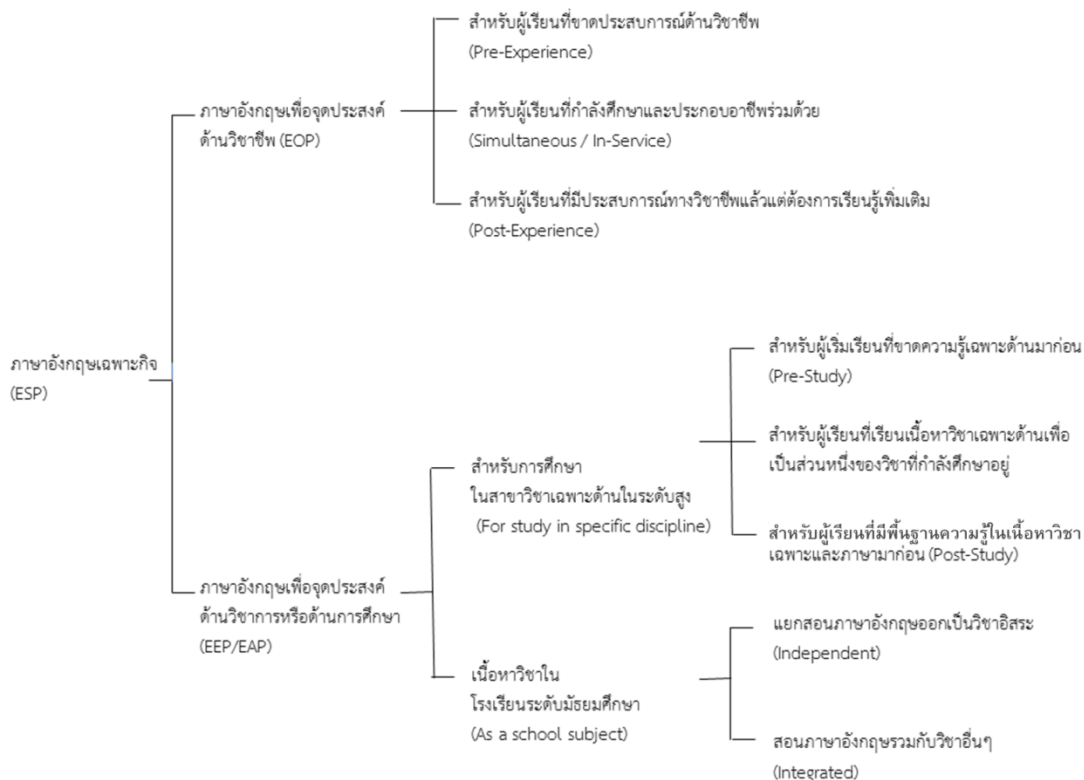 สำหรับผู้เรียนที่ขาดประสบการณ์ด้านวิชาชีพ
(Pre-Experience)
ภาษาอังกฤษเพื่อจุดประสงค์
ด้านวิชาชีพ (EOP)
สำหรับผู้เรียนที่กำลังศึกษาและประกอบอาชีพร่วมด้วย
(Simultaneous / In-Service)
สำหรับผู้เรียนที่มีประสบการณ์ทางวิชาชีพแล้วแต่ต้องการเรียนรู้เพิ่มเติม
(Post-Experience)
ภาษาอังกฤษเฉพาะกิจ
(ESP)
สำหรับผู้เริ่มเรียนที่ขาดความรู้เฉพาะด้านมาก่อน
(Pre-Study)
สำหรับผู้เรียนที่เรียนเนื้อหาวิชาเฉพาะด้านเพื่อ
เป็นส่วนหนึ่งของวิชาที่กำลังศึกษาอยู่
สำหรับการศึกษา
ในสาขาวิชาเฉพาะด้านในระดับสูง
(For study in specific discipline)
สำหรับผู้เรียนที่มีพื้นฐานความรู้ในเนื้อหาวิชา
เฉพาะและภาษามาก่อน (Post-Study)
ภาษาอังกฤษเพื่อจุดประสงค์
ด้านวิชาการหรือด้านการศึกษา
(EEP/EAP)
แยกสอนภาษาอังกฤษออกเป็นวิชาอิสระ
(Independent)
เนื้อหาวิชาใน
โรงเรียนระดับมัธยมศึกษา
(As a school subject)
สอนภาษาอังกฤษรวมกับวิชาอื่นๆ
(Integrated)